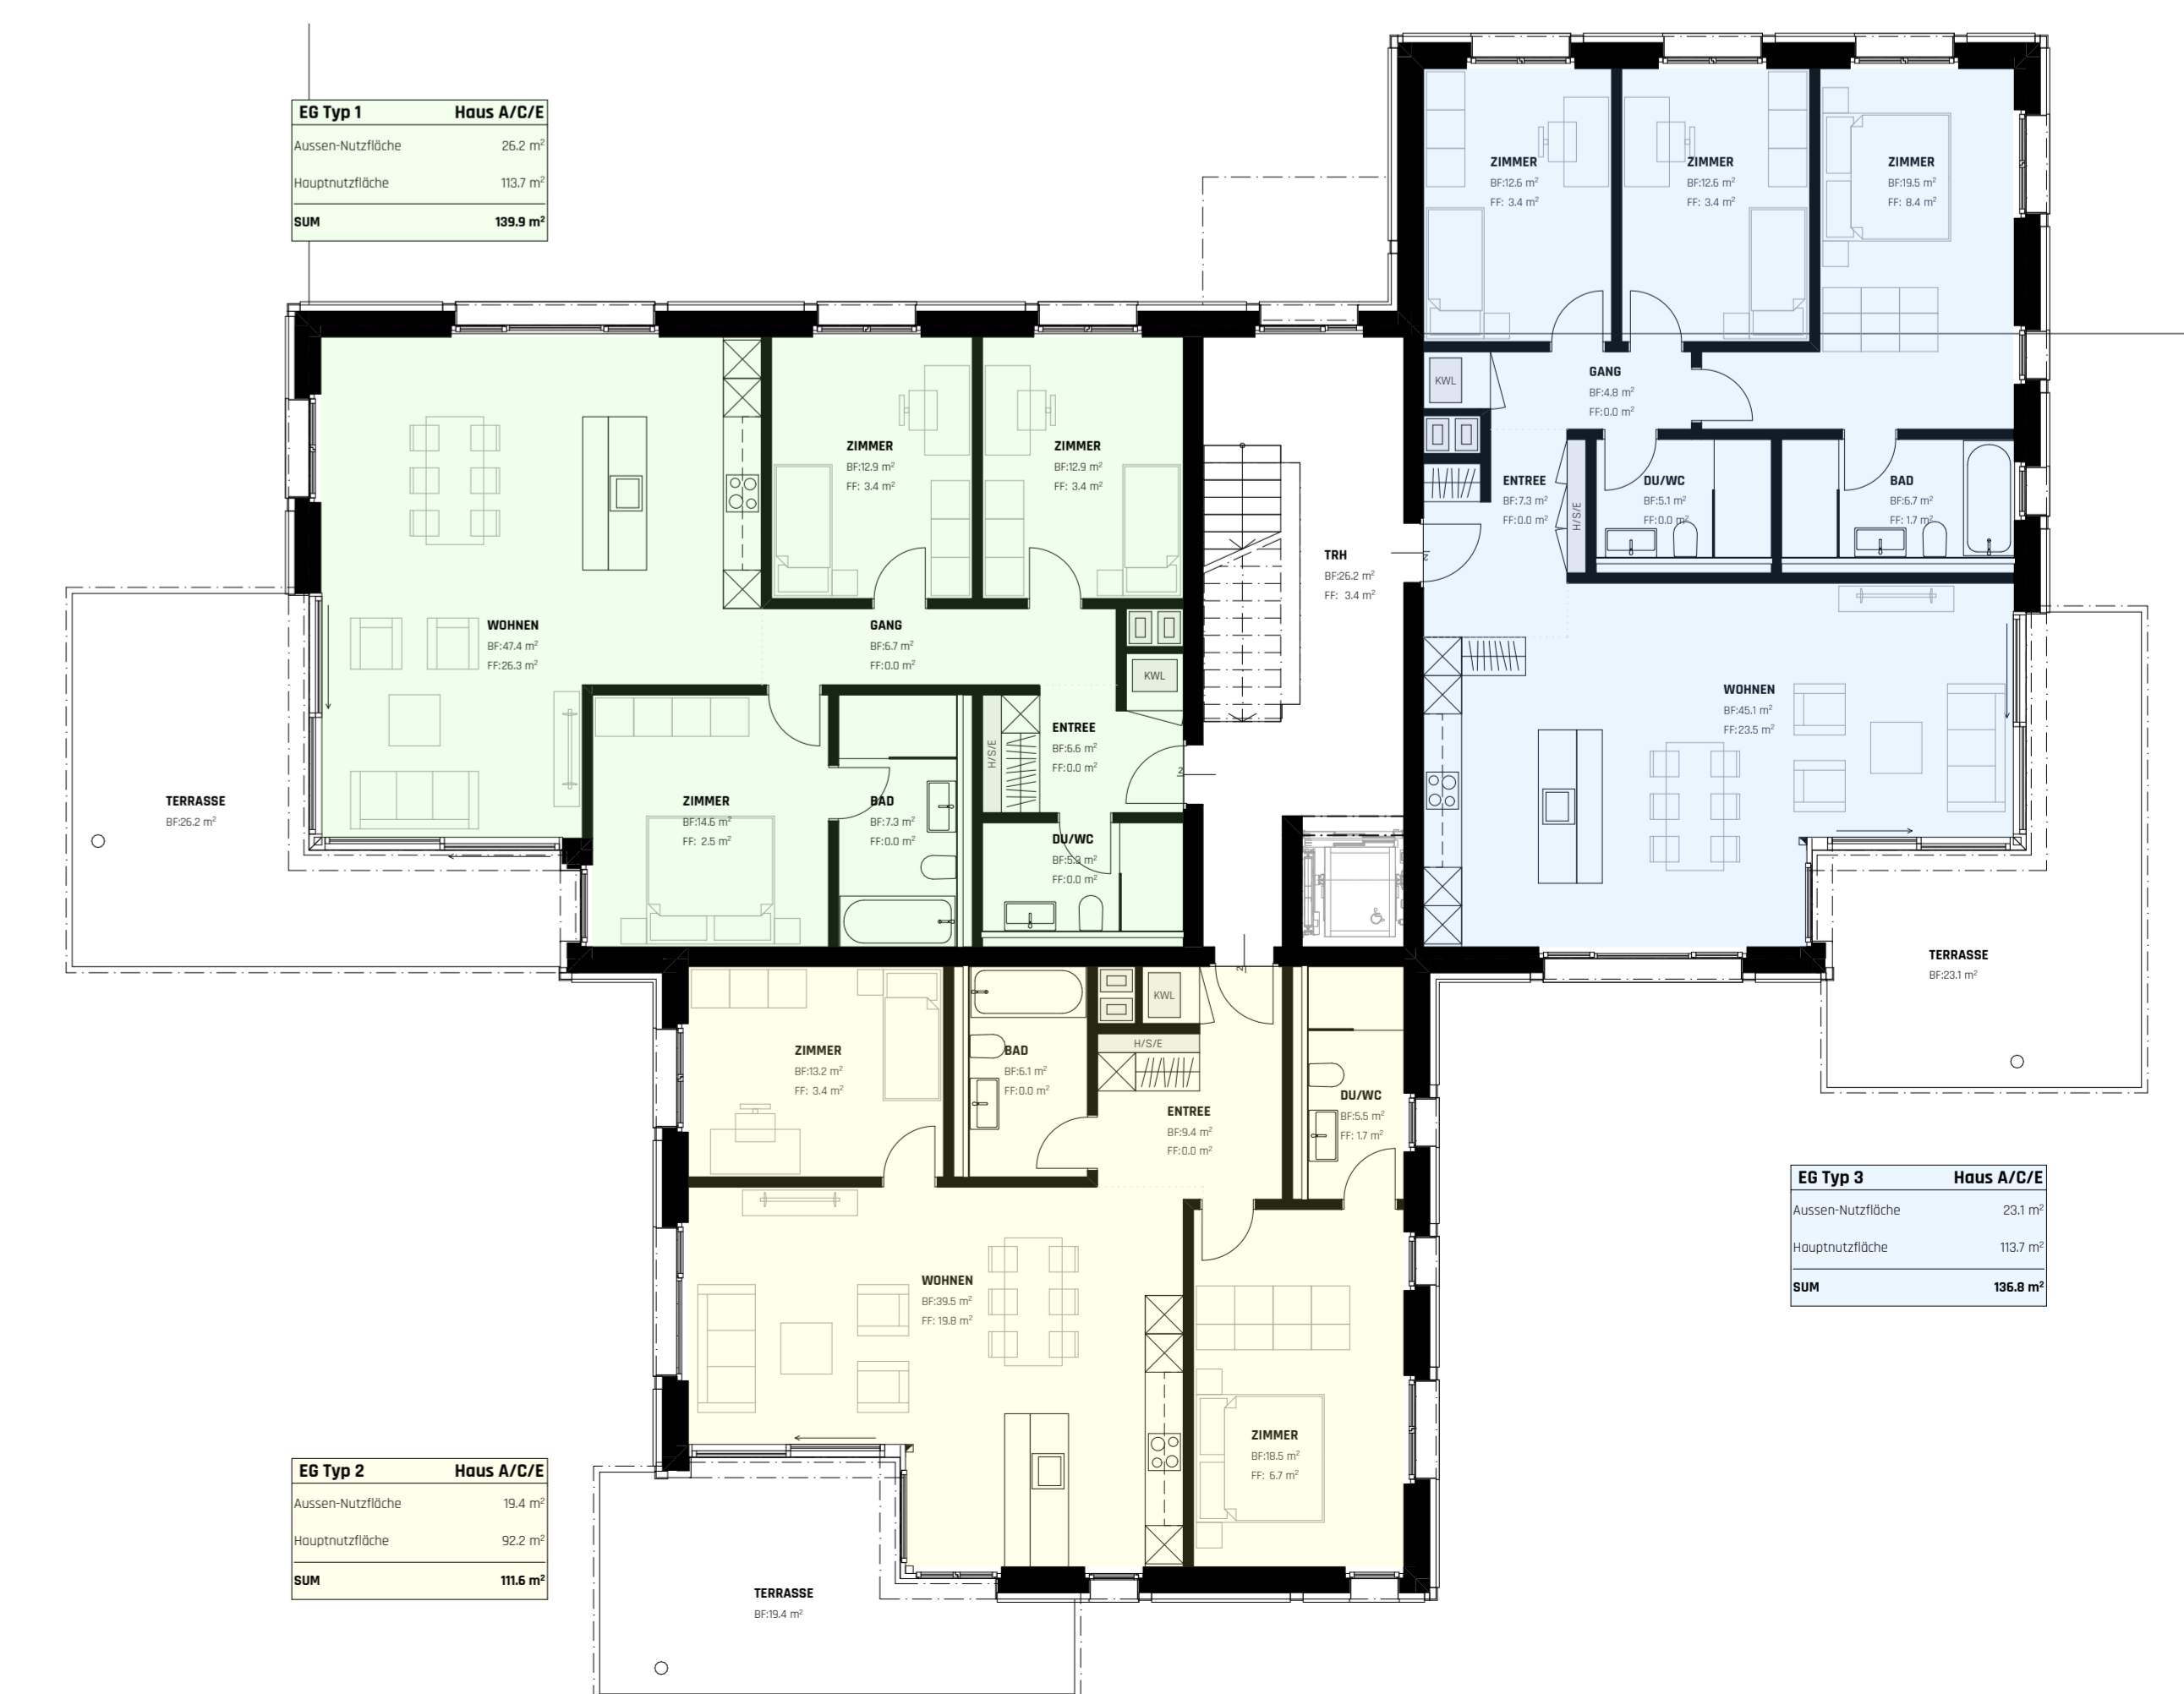 EG Typ 1 Haus A/C/E
Aussen-Nutzfläche 26.2 m²
Hauptnutzfläche 113.7 m²
SUM 139.9 m²
ZIMMER
BF:12.6 m²
FF: 3.4 m²
ZIMMER
BF:12.6 m²
FF: 3.4 m²
ZIMMER
BF:19.5 m²
FF: 8.4 m²
KWL
GANG
BF:4.8 m²
FF:0.0 m²
ENTREE
BF:7.3 m²
FF:0.0 m²
H/S/E
DU/WC
BF:5.1 m²
FF:0.0 m²
BAD
BF:6.7 m²
FF: 1.7 m²
ZIMMER
BF:12.9 m²
FF: 3.4 m²
ZIMMER
BF:12.9 m²
FF: 3.4 m²
TRH
BF:26.2 m²
FF: 3.4 m²
2
WOHNEN
BF:47.4 m²
FF:26.3 m²
GANG
BF:6.7 m²
FF:0.0 m²
KWL
WOHNEN
BF:45.1 m²
FF:23.5 m²
H/S/E
ENTREE
BF:6.6 m²
FF:0.0 m²
2
TERRASSE
BF:26.2 m²
ZIMMER
BF:14.6 m²
FF: 2.5 m²
BAD
BF:7.3 m²
FF:0.0 m²
DU/WC
BF:5.3 m²
FF:0.0 m²
TERRASSE
BF:23.1 m²
2
KWL
H/S/E
ZIMMER
BF:13.2 m²
FF: 3.4 m²
BAD
BF:6.1 m²
FF:0.0 m²
ENTREE
BF:9.4 m²
FF:0.0 m²
DU/WC
BF:5.5 m²
FF: 1.7 m²
EG Typ 3 Haus A/C/E
Aussen-Nutzfläche 23.1 m²
Hauptnutzfläche 113.7 m²
SUM 136.8 m²
WOHNEN
BF:39.5 m²
FF: 19.8 m²
ZIMMER
BF:18.5 m²
FF: 6.7 m²
EG Typ 2 Haus A/C/E
Aussen-Nutzfläche 19.4 m²
Hauptnutzfläche 92.2 m²
SUM 111.6 m²
TERRASSE
BF:19.4 m²